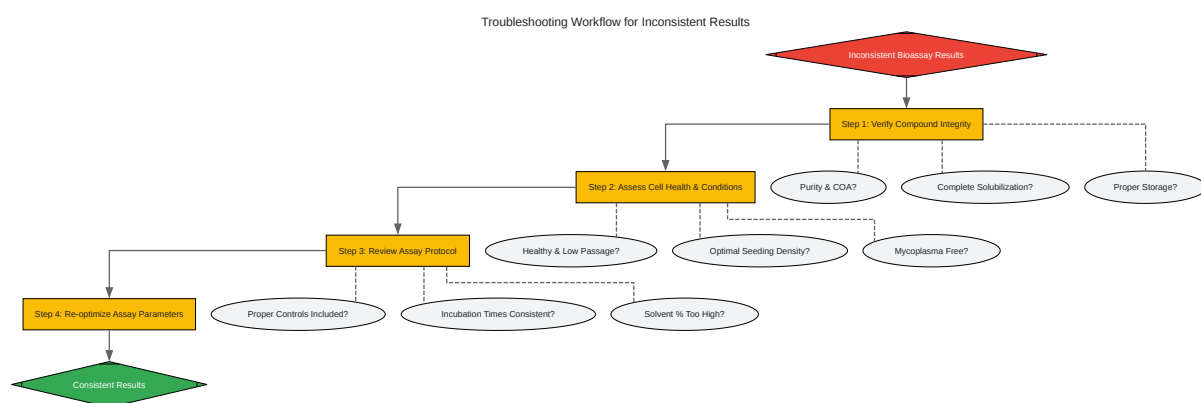 Troubleshooting Workflow for Inconsistent Results
Inconsistent Bioassay Results
Step 1: Verify Compound Integrity
Step 2: Assess Cell Health & Conditions
Purity & COA?
Complete Solubilization?
Proper Storage?
Step 3: Review Assay Protocol
Healthy & Low Passage?
Optimal Seeding Density?
Mycoplasma Free?
Step 4: Re-optimize Assay Parameters
Proper Controls Included?
Incubation Times Consistent?
Solvent % Too High?
Consistent Results